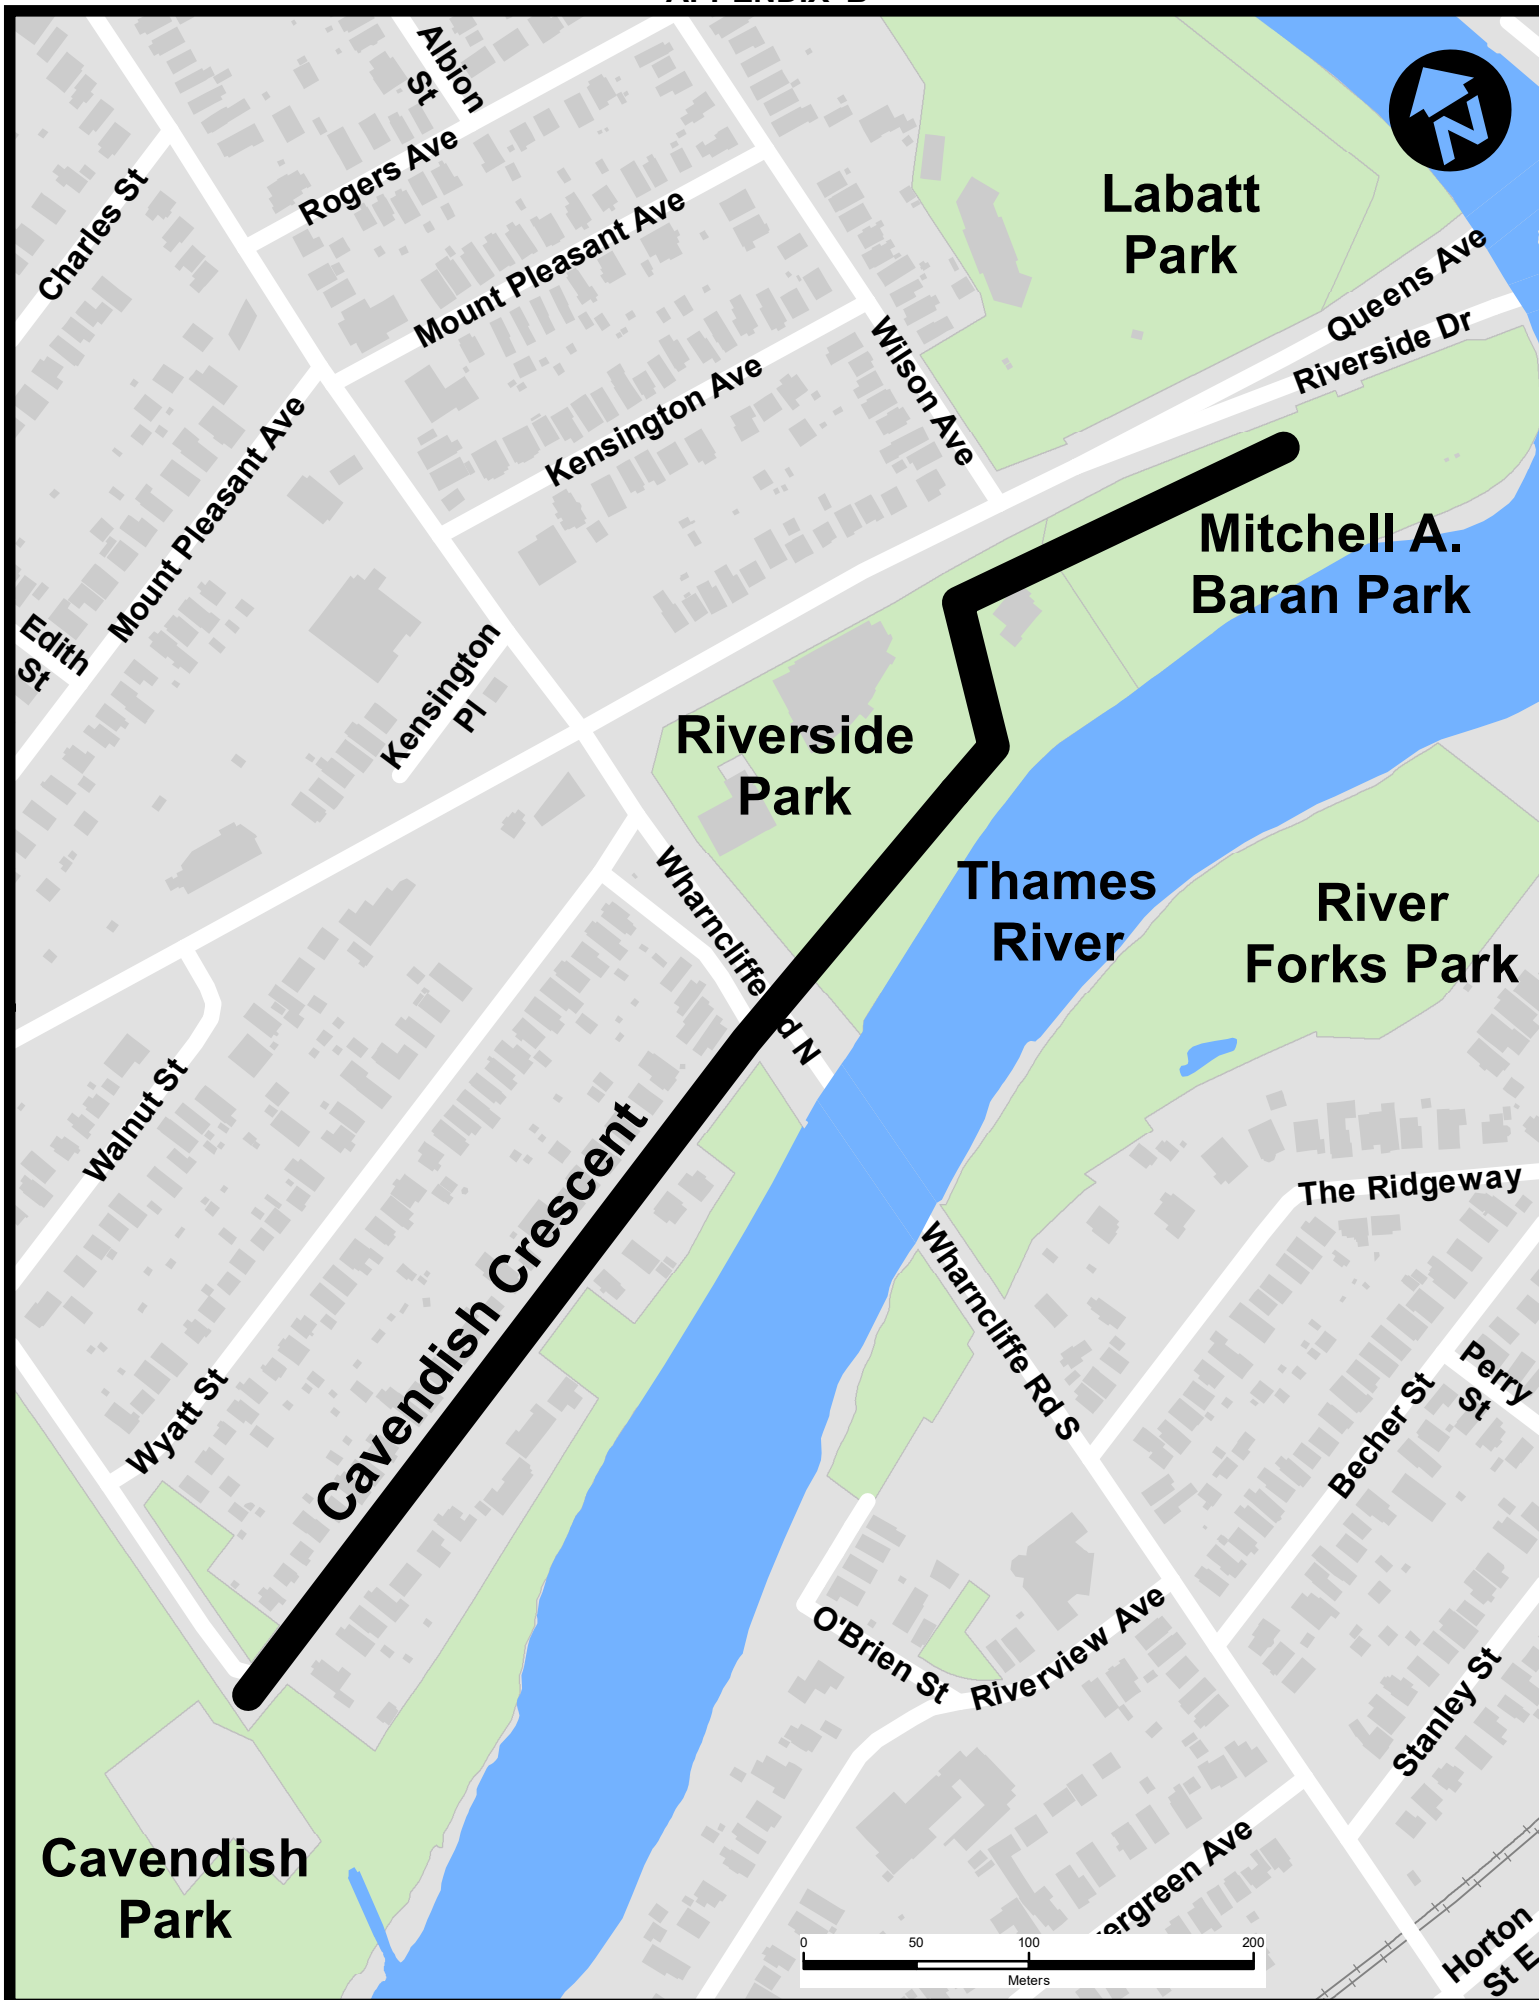 Albion
St
Rogers Ave
Charles St
Mount Pleasant Ave
Labatt
Park
N
Queens Ave
Riverside Dr
Wilson Ave
Kensington Ave
Mount Pleasant Ave
Mitchell A.
Baran Park
Edith
St
Kensington
Pl
Riverside
Park
Thames
River
River
Forks Park
Wharncliffe
d N
Walnut St
Cavendish Crescent
The Ridgeway
Wharncliffe Rd S
Perry
St
Wyatt St
Becher St
O'Brien St
Riverview Ave
Stanley St
Cavendish
Park
ergreen Ave
Horton
St E
0 50 100 200
Meters